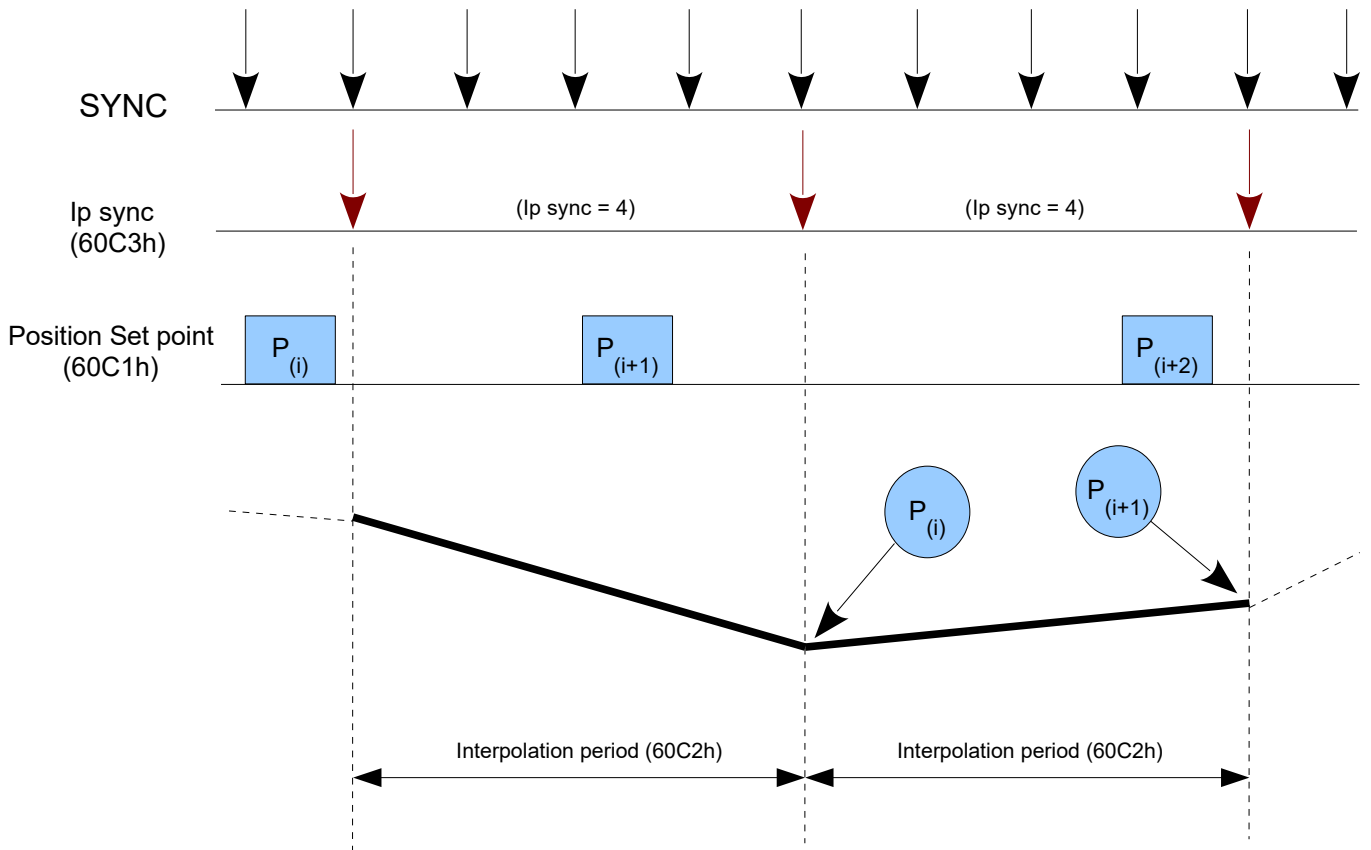 SYNC
Ip sync
(60C3h)
(Ip sync = 4)
(Ip sync = 4)
Position Set point
(60C1h)
P(i)
P(i+1)
P(i+2)
P(i)
P(i+1)
Interpolation period (60C2h)
Interpolation period (60C2h)